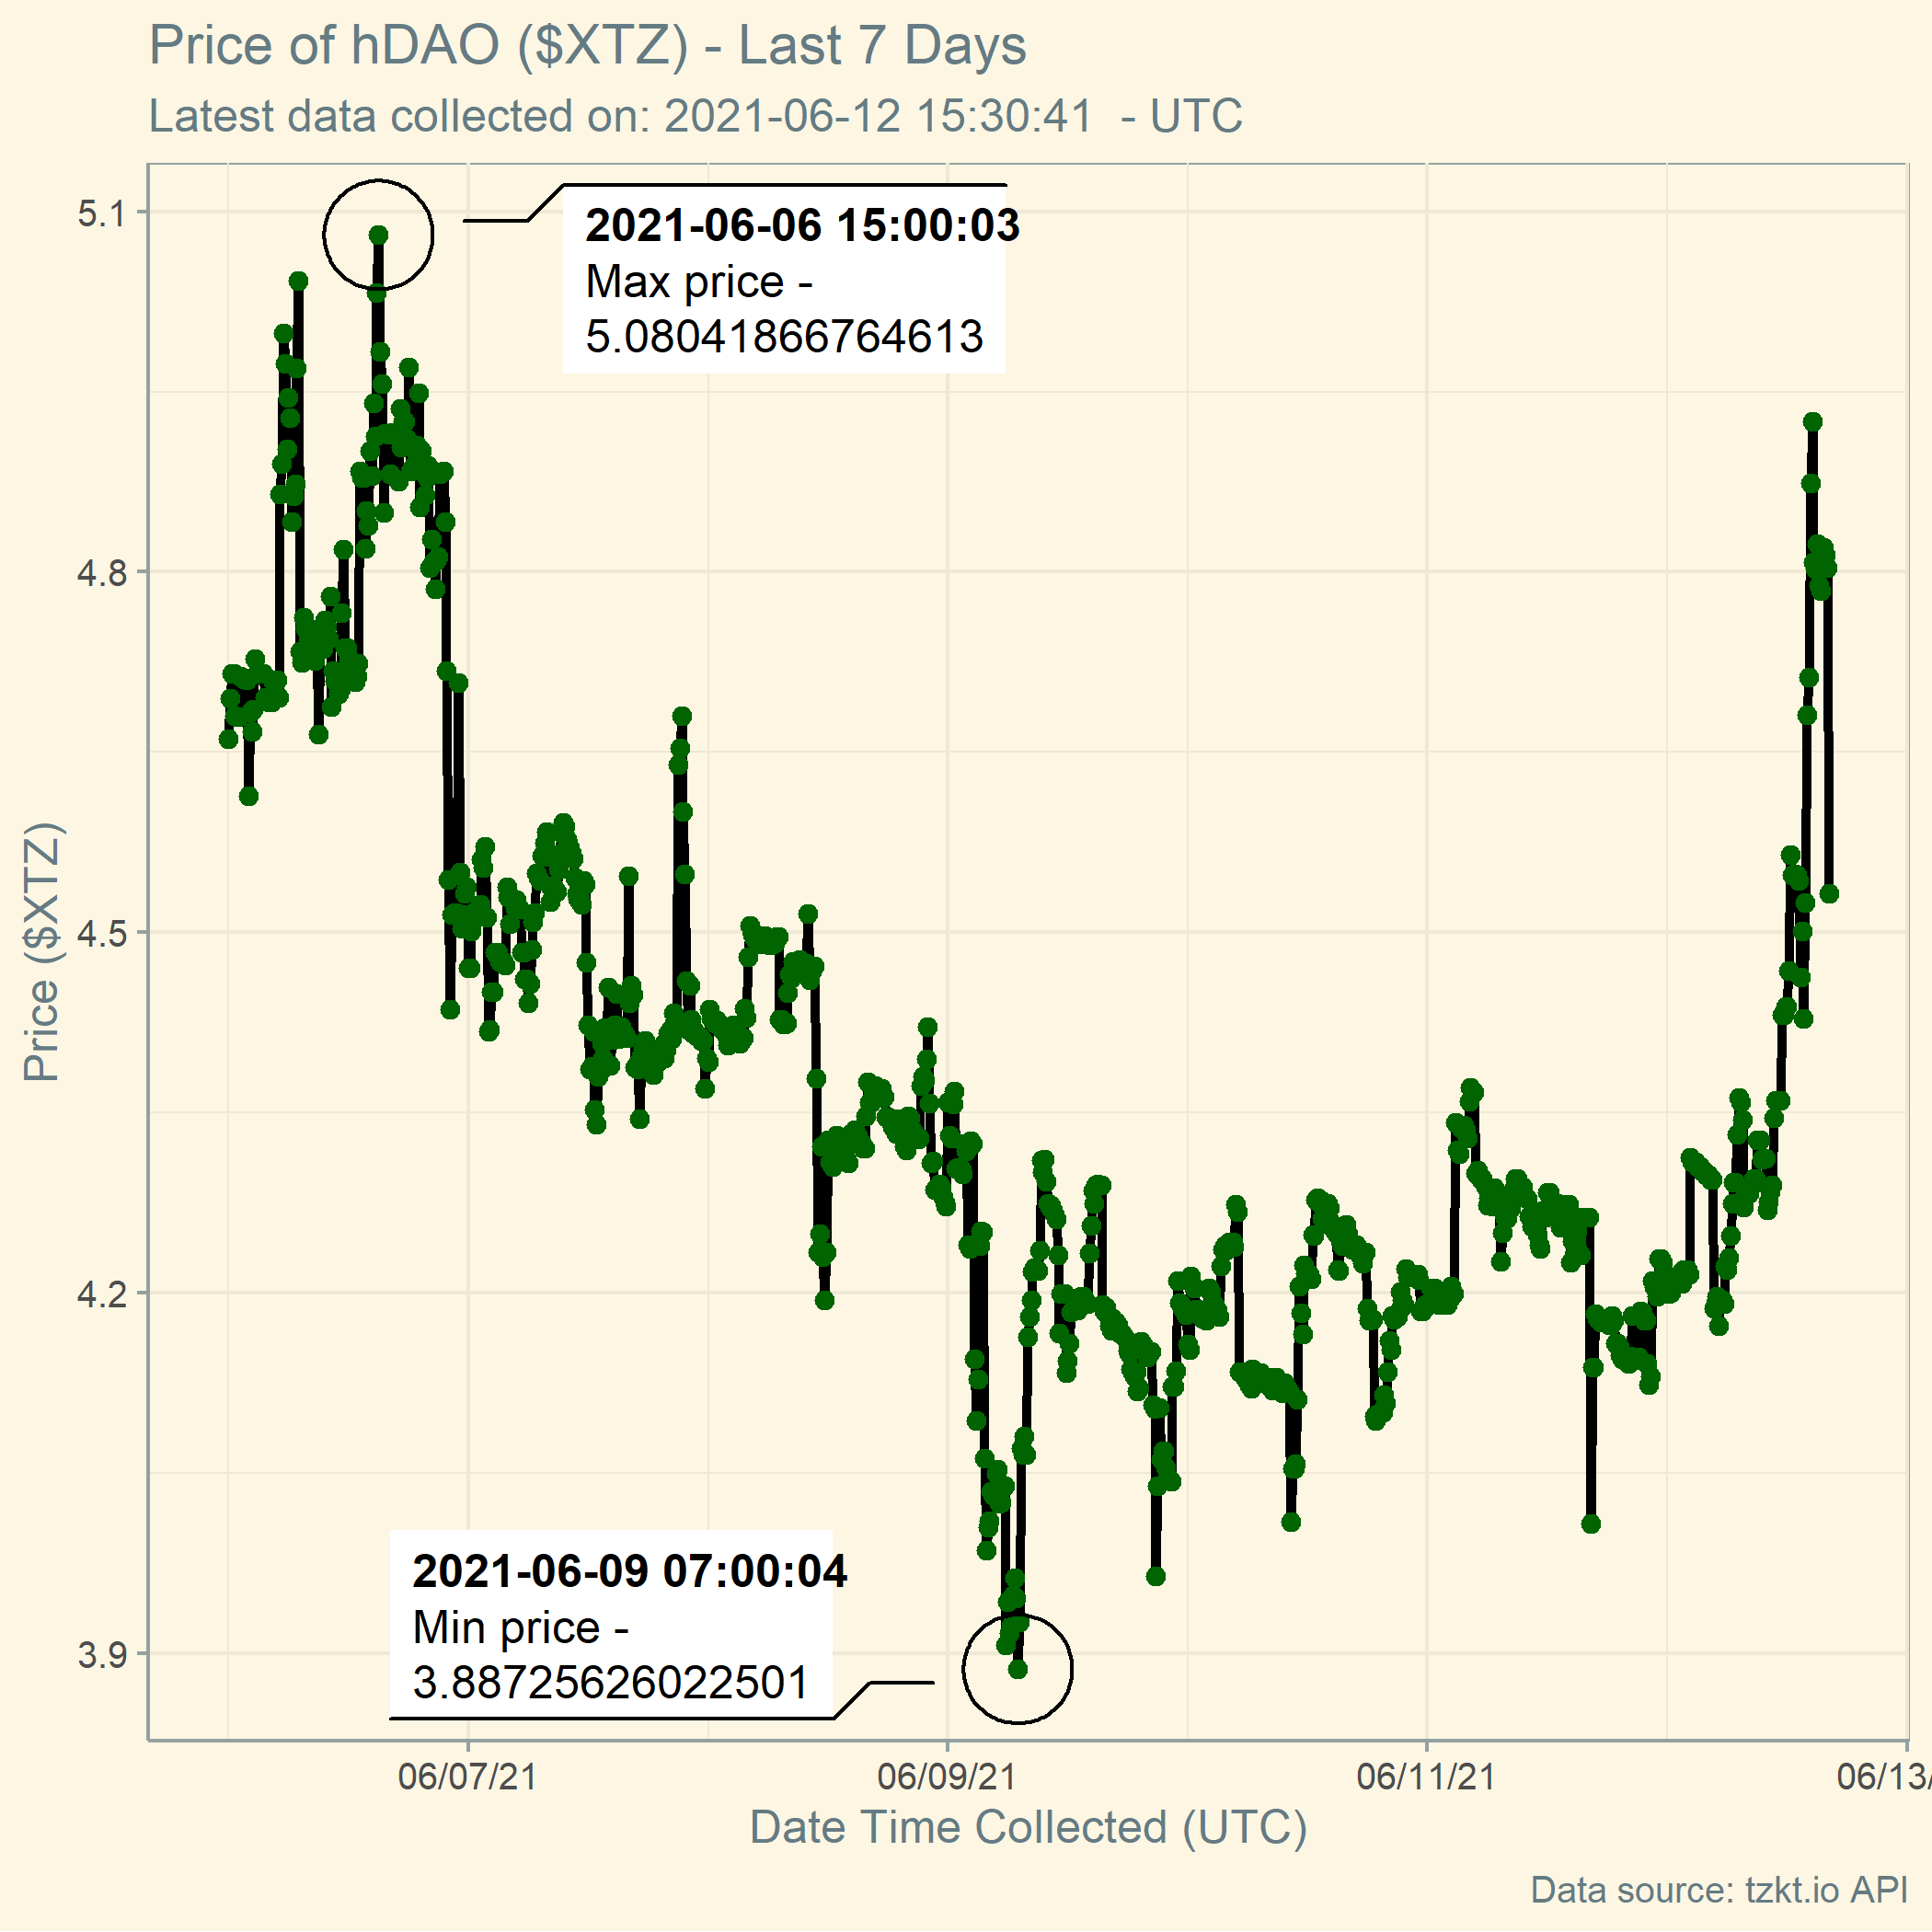 Price of hDAO ($XTZ) - Last 7 Days
Latest data collected on: 2021-06-12 15:30:41  - UTC
5.1
4.8
4.5
4.2
3.9
Price ($XTZ)
2021-06-06 15:00:03
Max price -
5.08041866764613
2021-06-09 07:00:04
Min price -
3.88725626022501
06/07/21
06/09/21
06/11/21
06/13/
Date Time Collected (UTC)
Data source: tzkt.io API